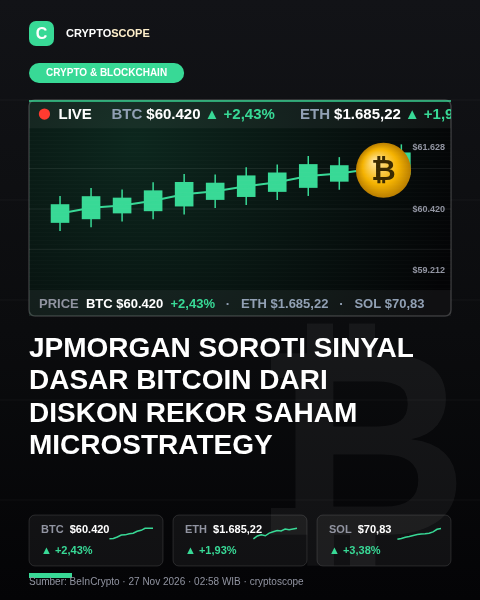 C CRYPTOSCOPE
CRYPTO & BLOCKCHAIN
LIVE BTC $60.420 ▲ +2,43% ETH $1.685,22 ▲ +1,9
$61.628
$60.420
$59.212
PRICE BTC $60.420 +2,43% · ETH $1.685,22 · SOL $70,83
JPMORGAN SOROTI SINYAL
DASAR BITCOIN DARI
DISKON REKOR SAHAM
MICROSTRATEGY
BTC $60.420 ETH $1.685,22 SOL $70,83
▲ +2,43% ▲ +1,93% ▲ +3,38%
Sumber: BeInCrypto · 27 Nov 2026 · 02:58 WIB · cryptoscope